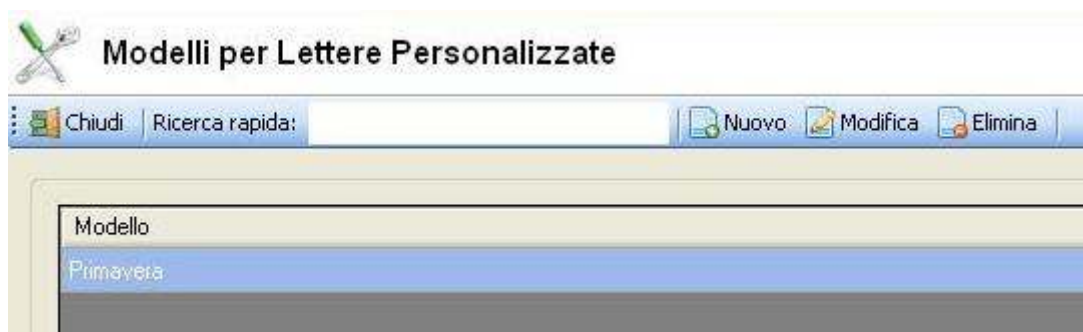 Modelli per Lettere Personalizzate
Chiudi Ricerca rapida: Nuovo Modifica Elimina
Modello
Primavera